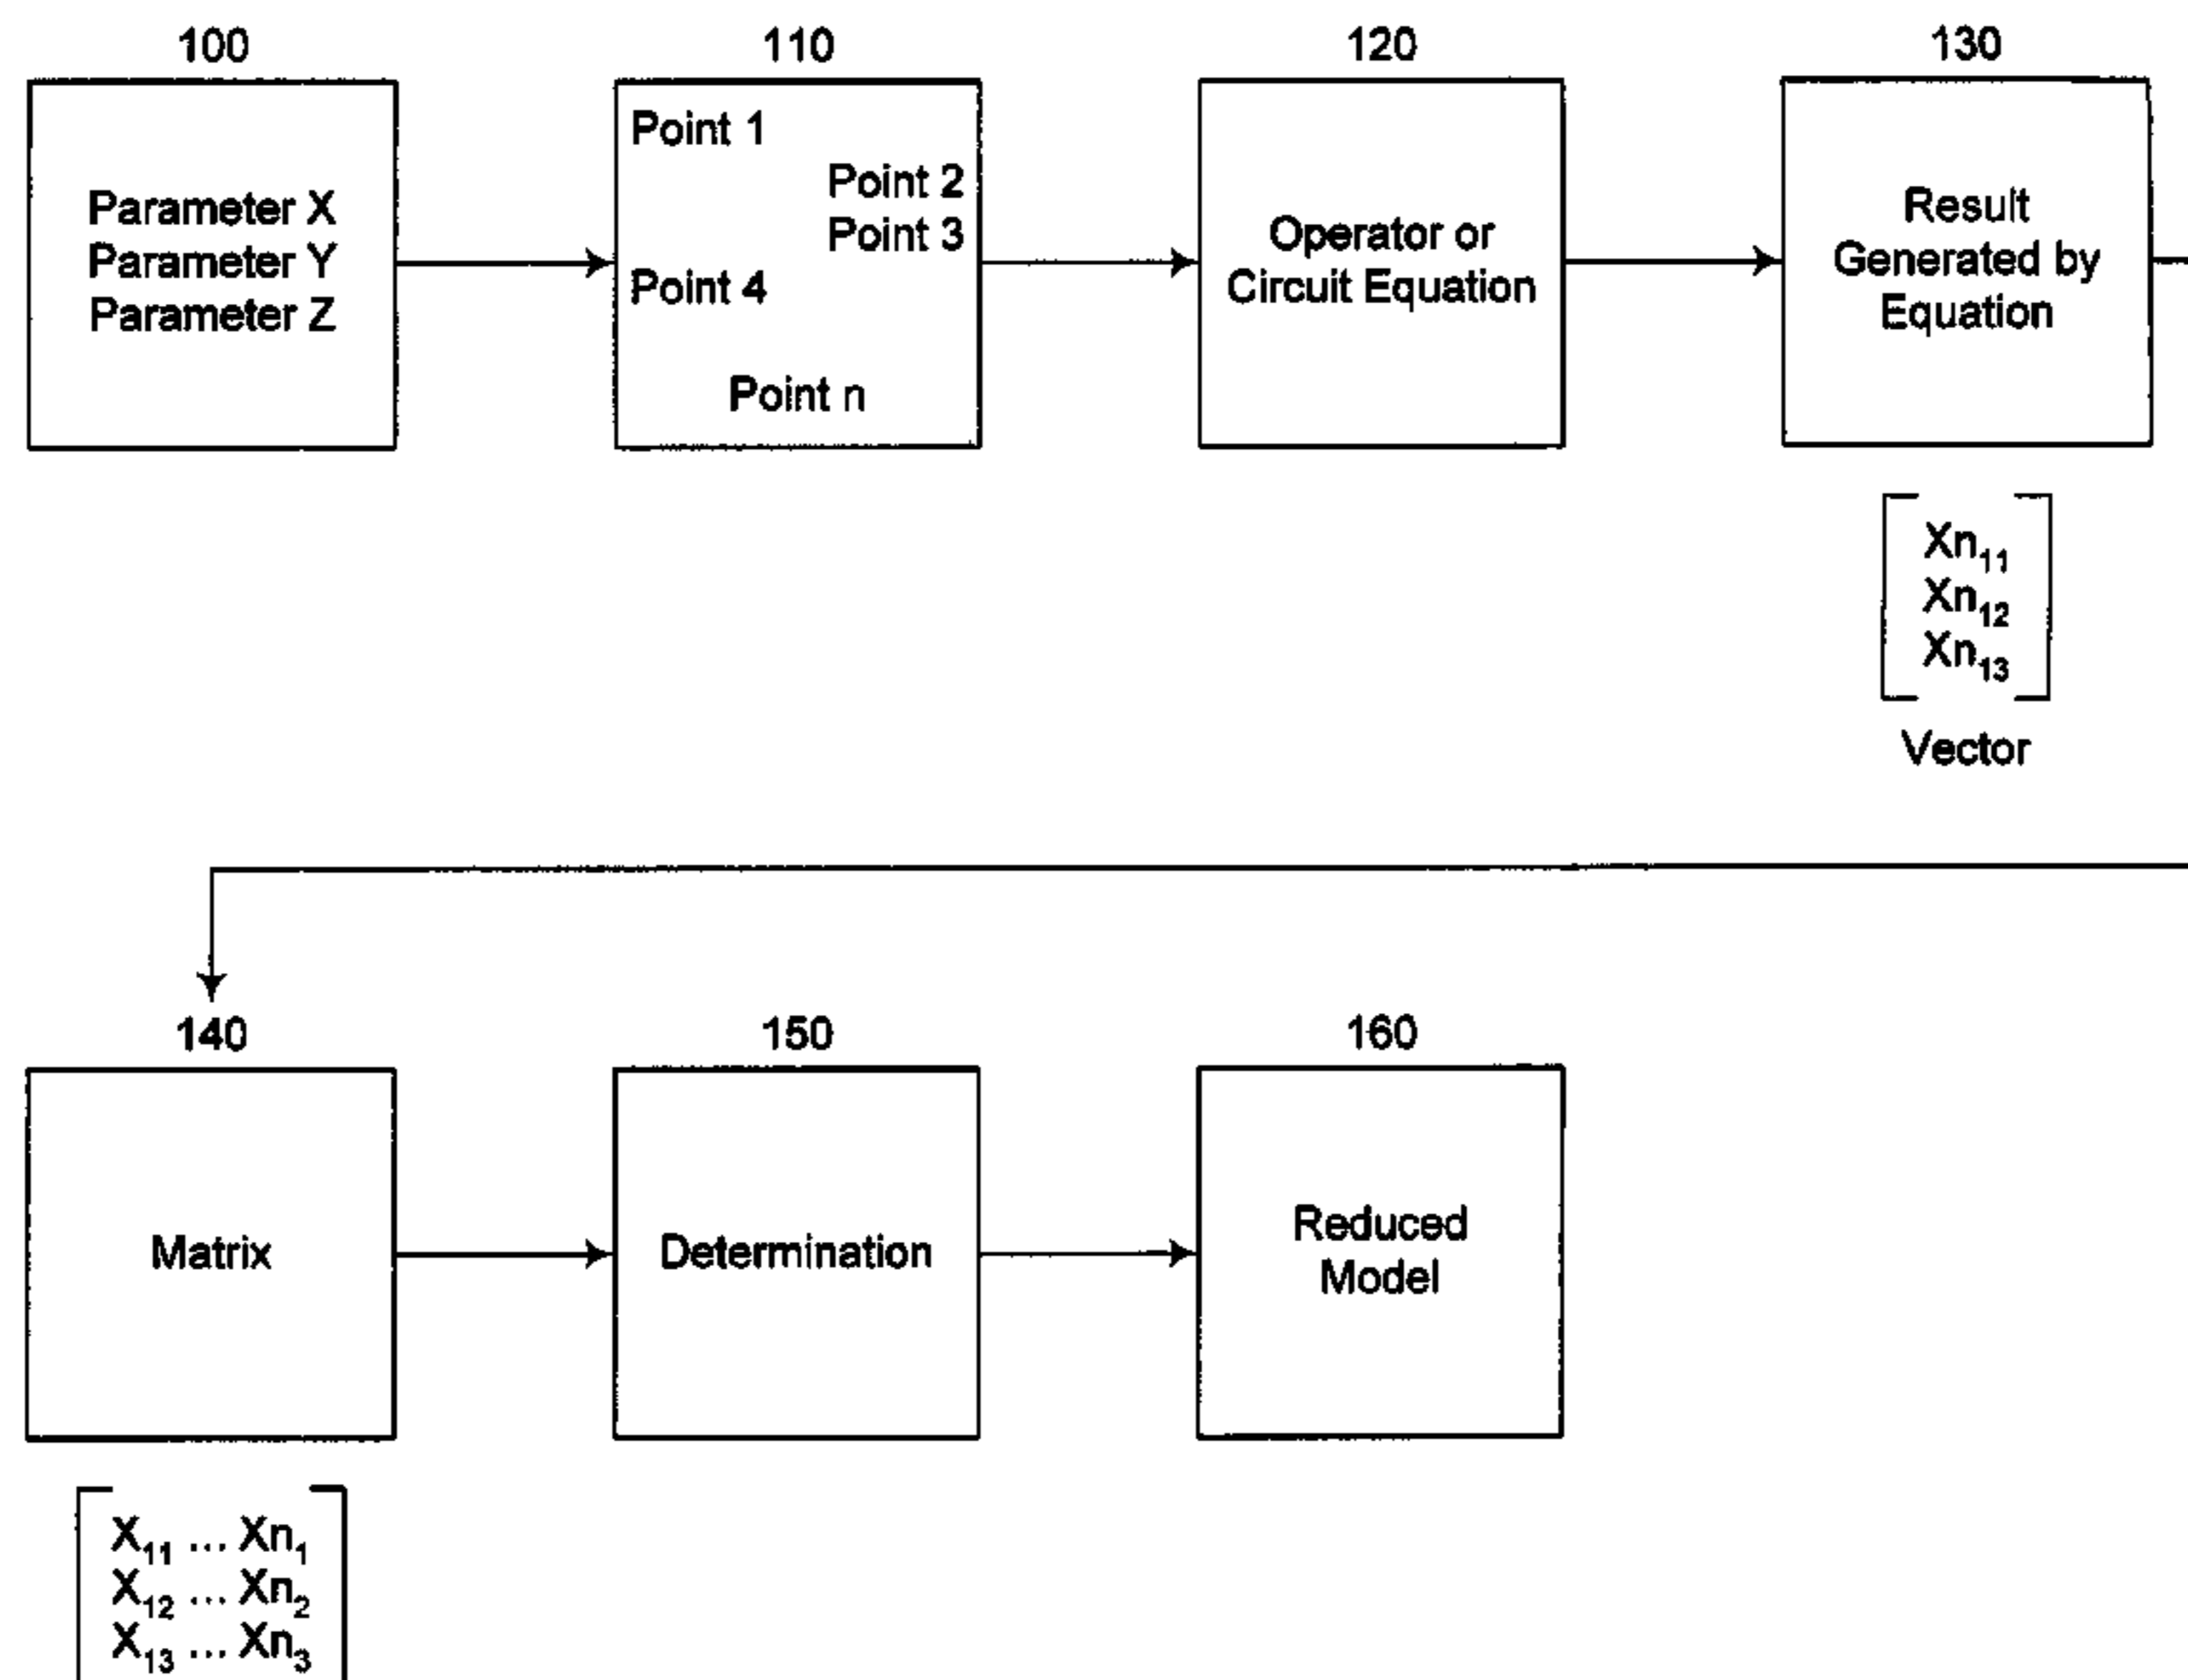 100
Parameter X
Parameter Y
Parameter Z
110
Point 1
Point 2
Point 3
Point 4
Point n
120
Operator or
Circuit Equation
130
Result
Generated by
Equation
Xn₁₁
Xn₁₂
Xn₁₃
Vector
140
Matrix
X₁₁ ... Xn₁
X₁₂ ... Xn₂
X₁₃ ... Xn₃
150
Determination
160
Reduced
Model